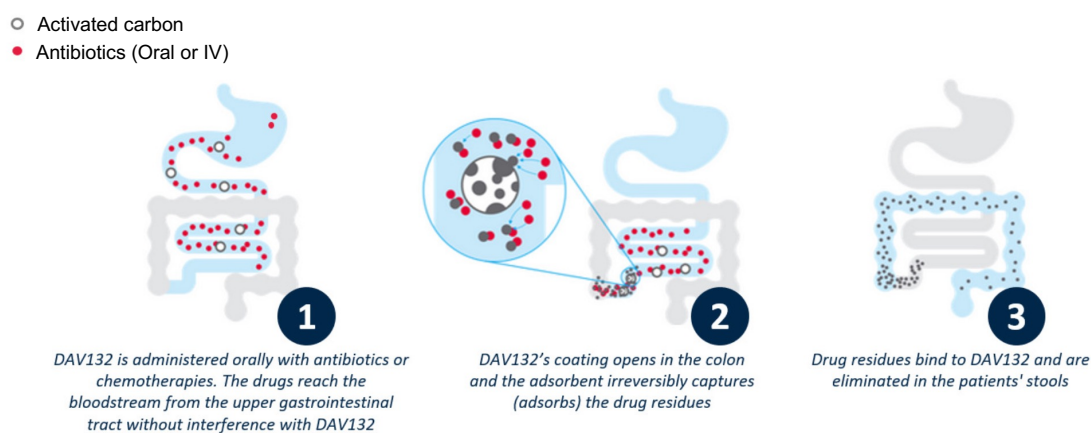 Activated carbon
Antibiotics (Oral or IV)
1
DAV132 is administered orally with antibiotics or
chemotherapies. The drugs reach the
bloodstream from the upper gastrointestinal
tract without interference with DAV132
2
DAV132's coating opens in the colon
and the adsorbent irreversibly captures
(adsorbs) the drug residues
3
Drug residues bind to DAV132 and are
eliminated in the patients' stools